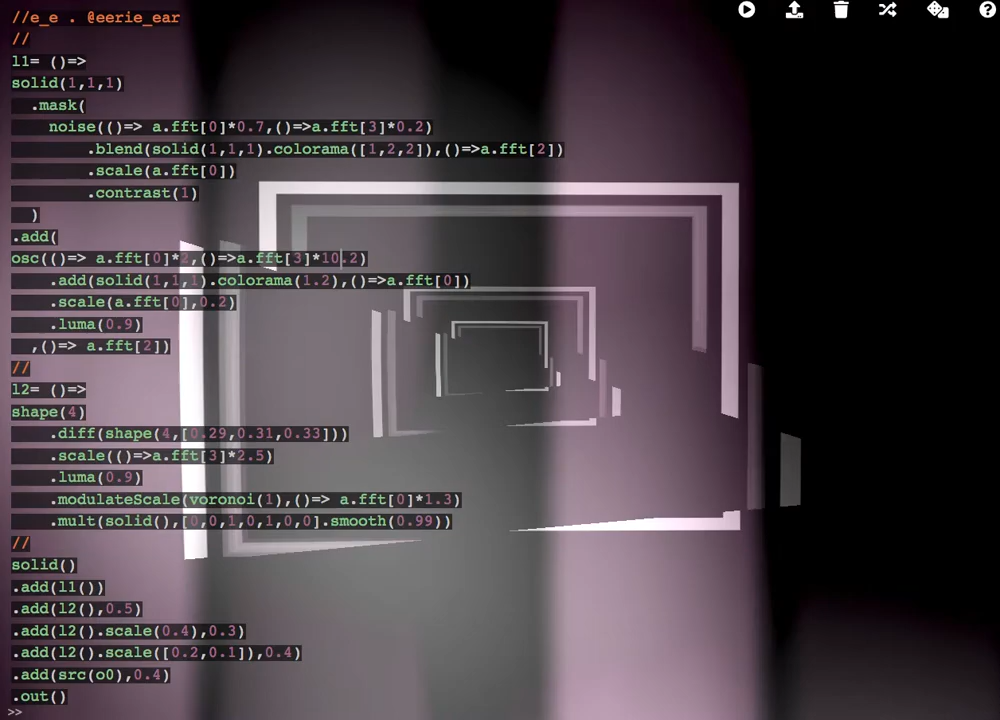 //e_e . @eerie_ear
//
l1= ()=>
solid(1,1,1)
  .mask(
    noise(()=> a.fft[0]*0.7,()=>a.fft[3]*0.2)
        .blend(solid(1,1,1).colorama([1,2,2]),()=>a.fft[2])
        .scale(a.fft[0])
        .contrast(1)
  )
.add(
osc(()=> a.fft[0]*2,()=>a.fft[3]*10.2)
    .add(solid(1,1,1).colorama(1.2),()=>a.fft[0])
    .scale(a.fft[0],0.2)
    .luma(0.9)
  ,()=> a.fft[2])
//
l2= ()=>
shape(4)
    .diff(shape(4,[0.29,0.31,0.33]))
    .scale(()=>a.fft[3]*2.5)
    .luma(0.9)
    .modulateScale(voronoi(1),()=> a.fft[0]*1.3)
    .mult(solid(),[0,0,1,0,1,0,0].smooth(0.99))
//
solid()
.add(l1())
.add(l2(),0.5)
.add(l2().scale(0.4),0.3)
.add(l2().scale([0.2,0.1]),0.4)
.add(src(o0),0.4)
.out()
>>